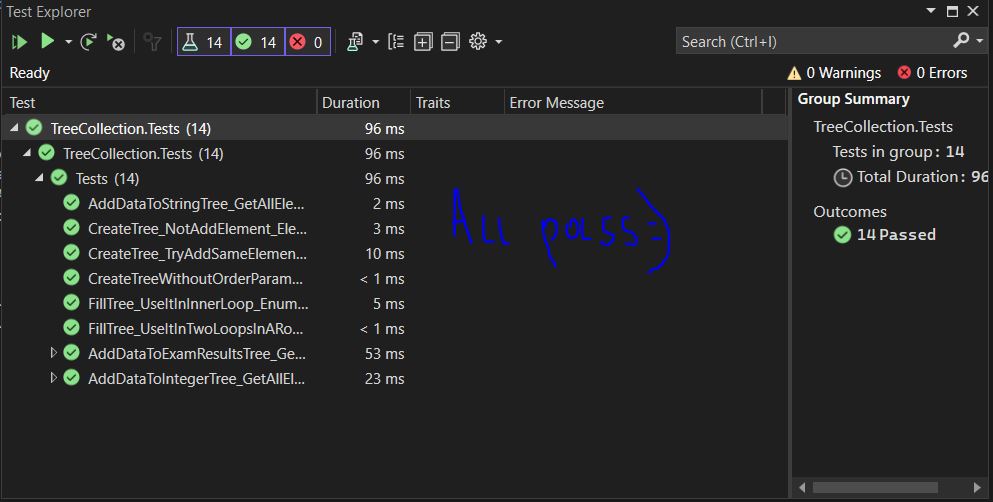 Test Explorer
14 14 0
Search (Ctrl+I)
Ready
0 Warnings 0 Errors
Test Duration Traits Error Message
TreeCollection.Tests (14) 96 ms
TreeCollection.Tests (14) 96 ms
Tests (14) 96 ms
AddDataToStringTree_GetAllEle... 2 ms
CreateTree_NotAddElement_Ele... 3 ms
CreateTree_TryAddSameElemen... 10 ms
CreateTreeWithoutOrderParam... < 1 ms
FillTree_UseItInInnerLoop_Enum... 5 ms
FillTree_UseItInTwoLoopsInARo... < 1 ms
AddDataToExamResultsTree_Ge... 53 ms
AddDataToIntegerTree_GetAllEl... 23 ms
All pass=)
Group Summary
TreeCollection.Tests
Tests in group: 14
Total Duration: 96
Outcomes
14 Passed